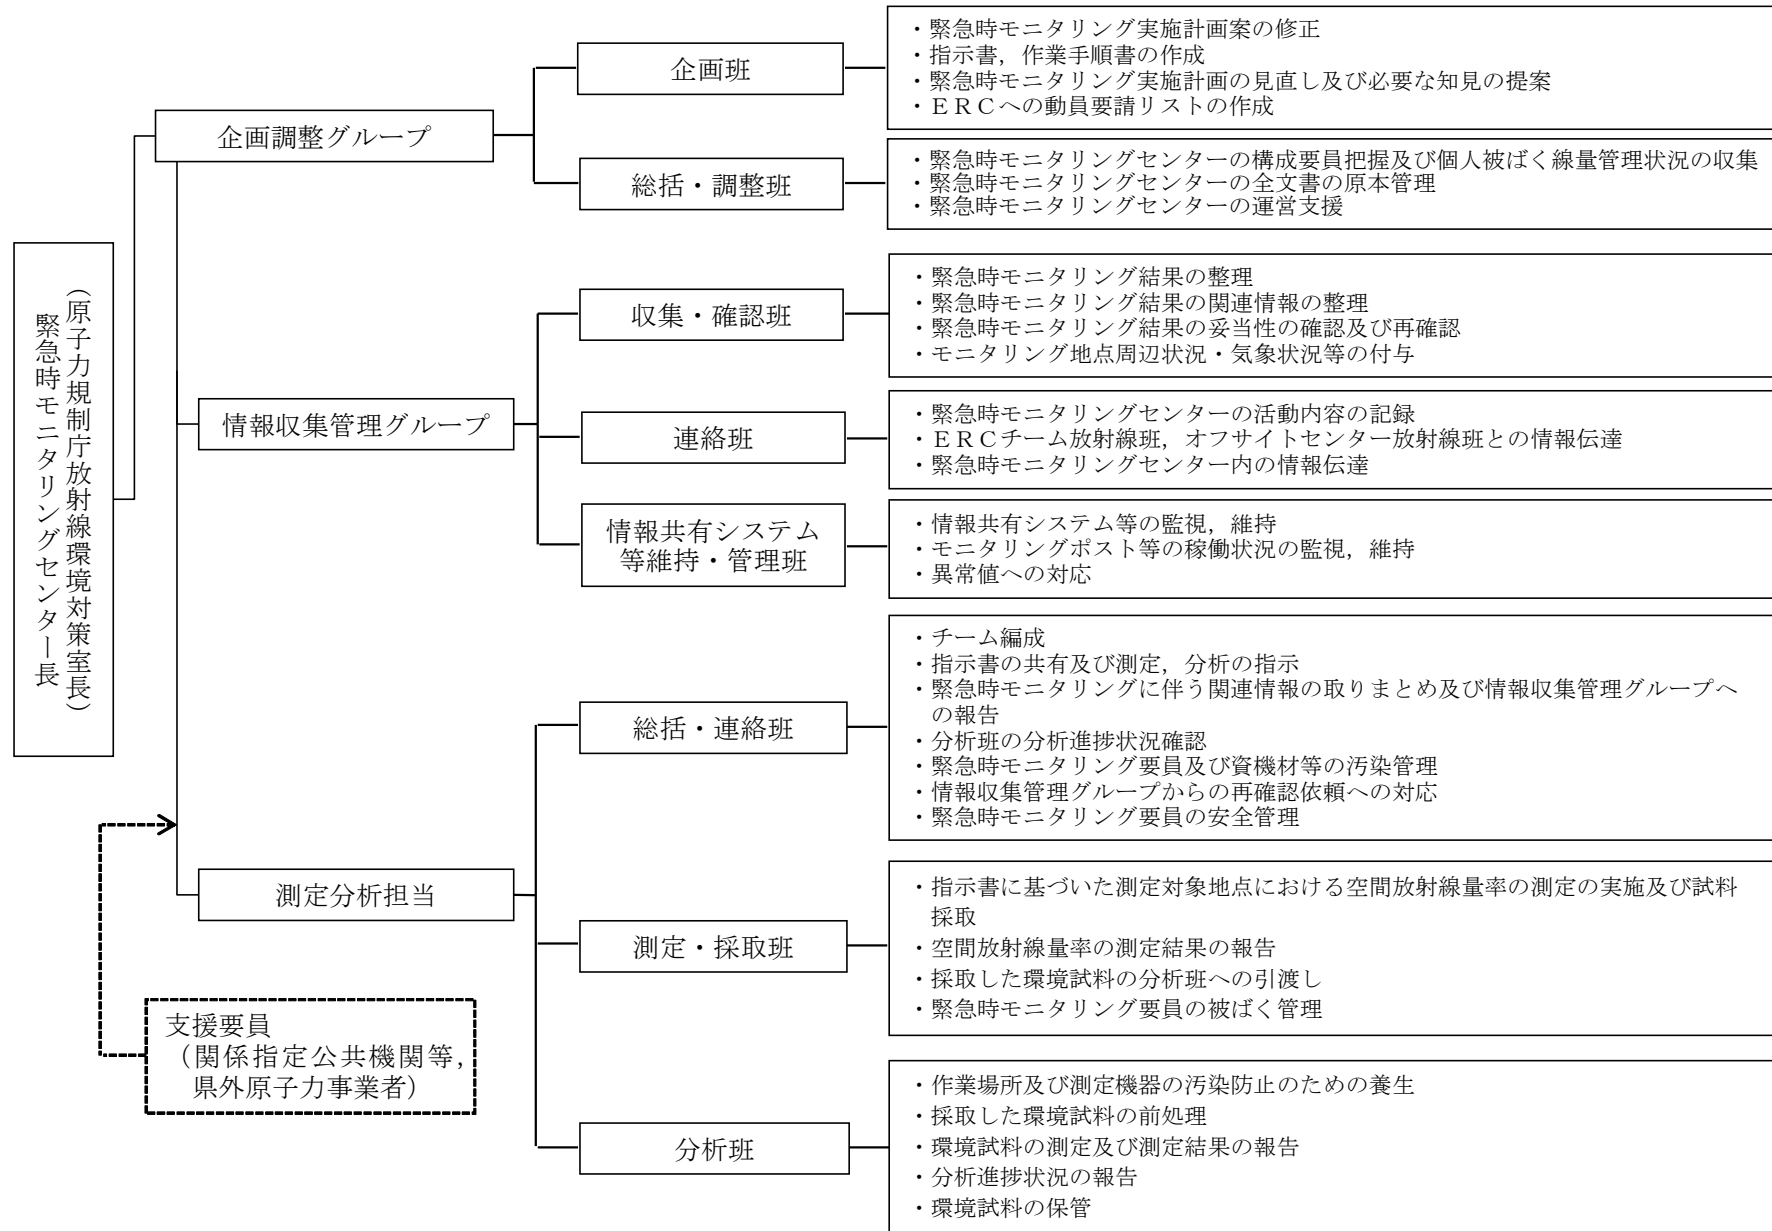 緊急時モニタリングセンター長
(原子力規制庁放射線環境対策室長)
企画調整グループ
企画班
・緊急時モニタリング実施計画案の修正
・指示書，作業手順書の作成
・緊急時モニタリング実施計画の見直し及び必要な知見の提案
・ＥＲＣへの動員要請リストの作成
総括・調整班
・緊急時モニタリングセンターの構成要員把握及び個人被ばく線量管理状況の収集
・緊急時モニタリングセンターの全文書の原本管理
・緊急時モニタリングセンターの運営支援
情報収集管理グループ
収集・確認班
・緊急時モニタリング結果の整理
・緊急時モニタリング結果の関連情報の整理
・緊急時モニタリング結果の妥当性の確認及び再確認
・モニタリング地点周辺状況・気象状況等の付与
連絡班
・緊急時モニタリングセンターの活動内容の記録
・ＥＲＣチーム放射線班，オフサイトセンター放射線班との情報伝達
・緊急時モニタリングセンター内の情報伝達
情報共有システム
等維持・管理班
・情報共有システム等の監視，維持
・モニタリングポスト等の稼働状況の監視，維持
・異常値への対応
測定分析担当
総括・連絡班
・チーム編成
・指示書の共有及び測定，分析の指示
・緊急時モニタリングに伴う関連情報の取りまとめ及び情報収集管理グループへ
の報告
・分析班の分析進捗状況確認
・緊急時モニタリング要員及び資機材等の汚染管理
・情報収集管理グループからの再確認依頼への対応
・緊急時モニタリング要員の安全管理
測定・採取班
・指示書に基づいた測定対象地点における空間放射線量率の測定の実施及び試料
採取
・空間放射線量率の測定結果の報告
・採取した環境試料の分析班への引渡し
・緊急時モニタリング要員の被ばく管理
分析班
・作業場所及び測定機器の汚染防止のための養生
・採取した環境試料の前処理
・環境試料の測定及び測定結果の報告
・分析進捗状況の報告
・環境試料の保管
支援要員
（関係指定公共機関等，
県外原子力事業者）